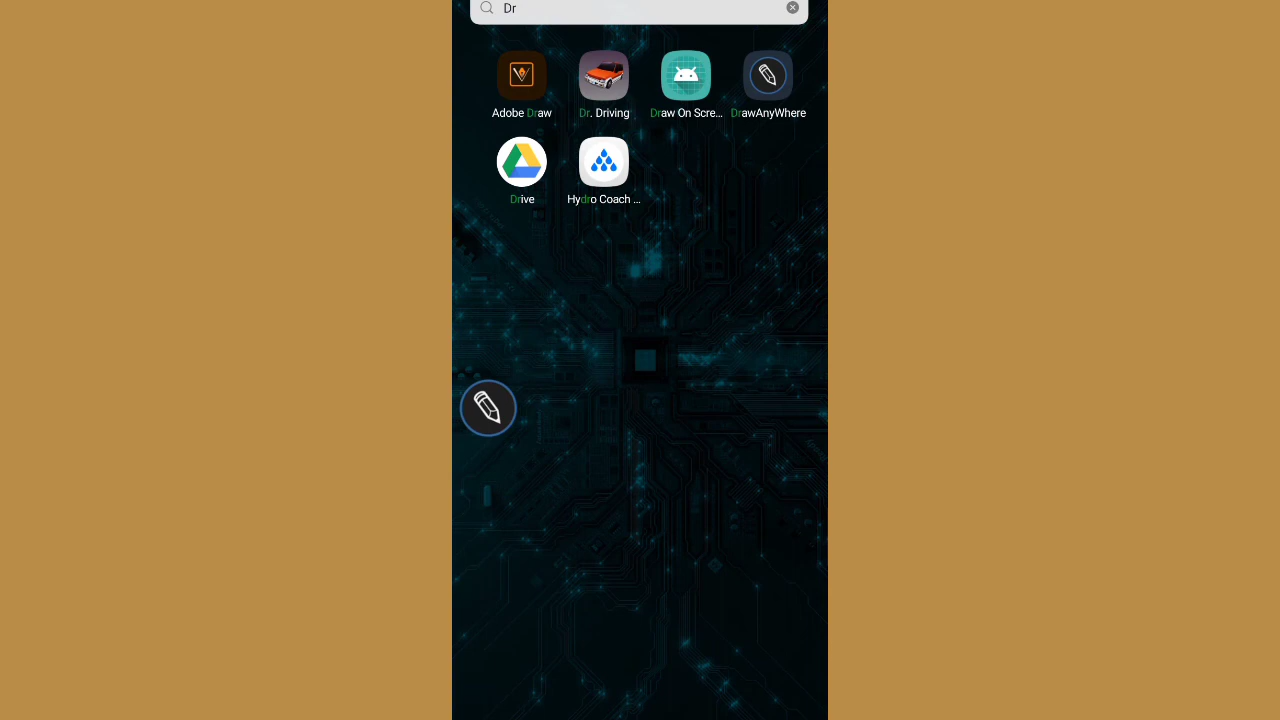 Dr
Adobe Draw
Dr. Driving
Draw On Scre...
DrawAnyWhere
Drive
Hydro Coach ...